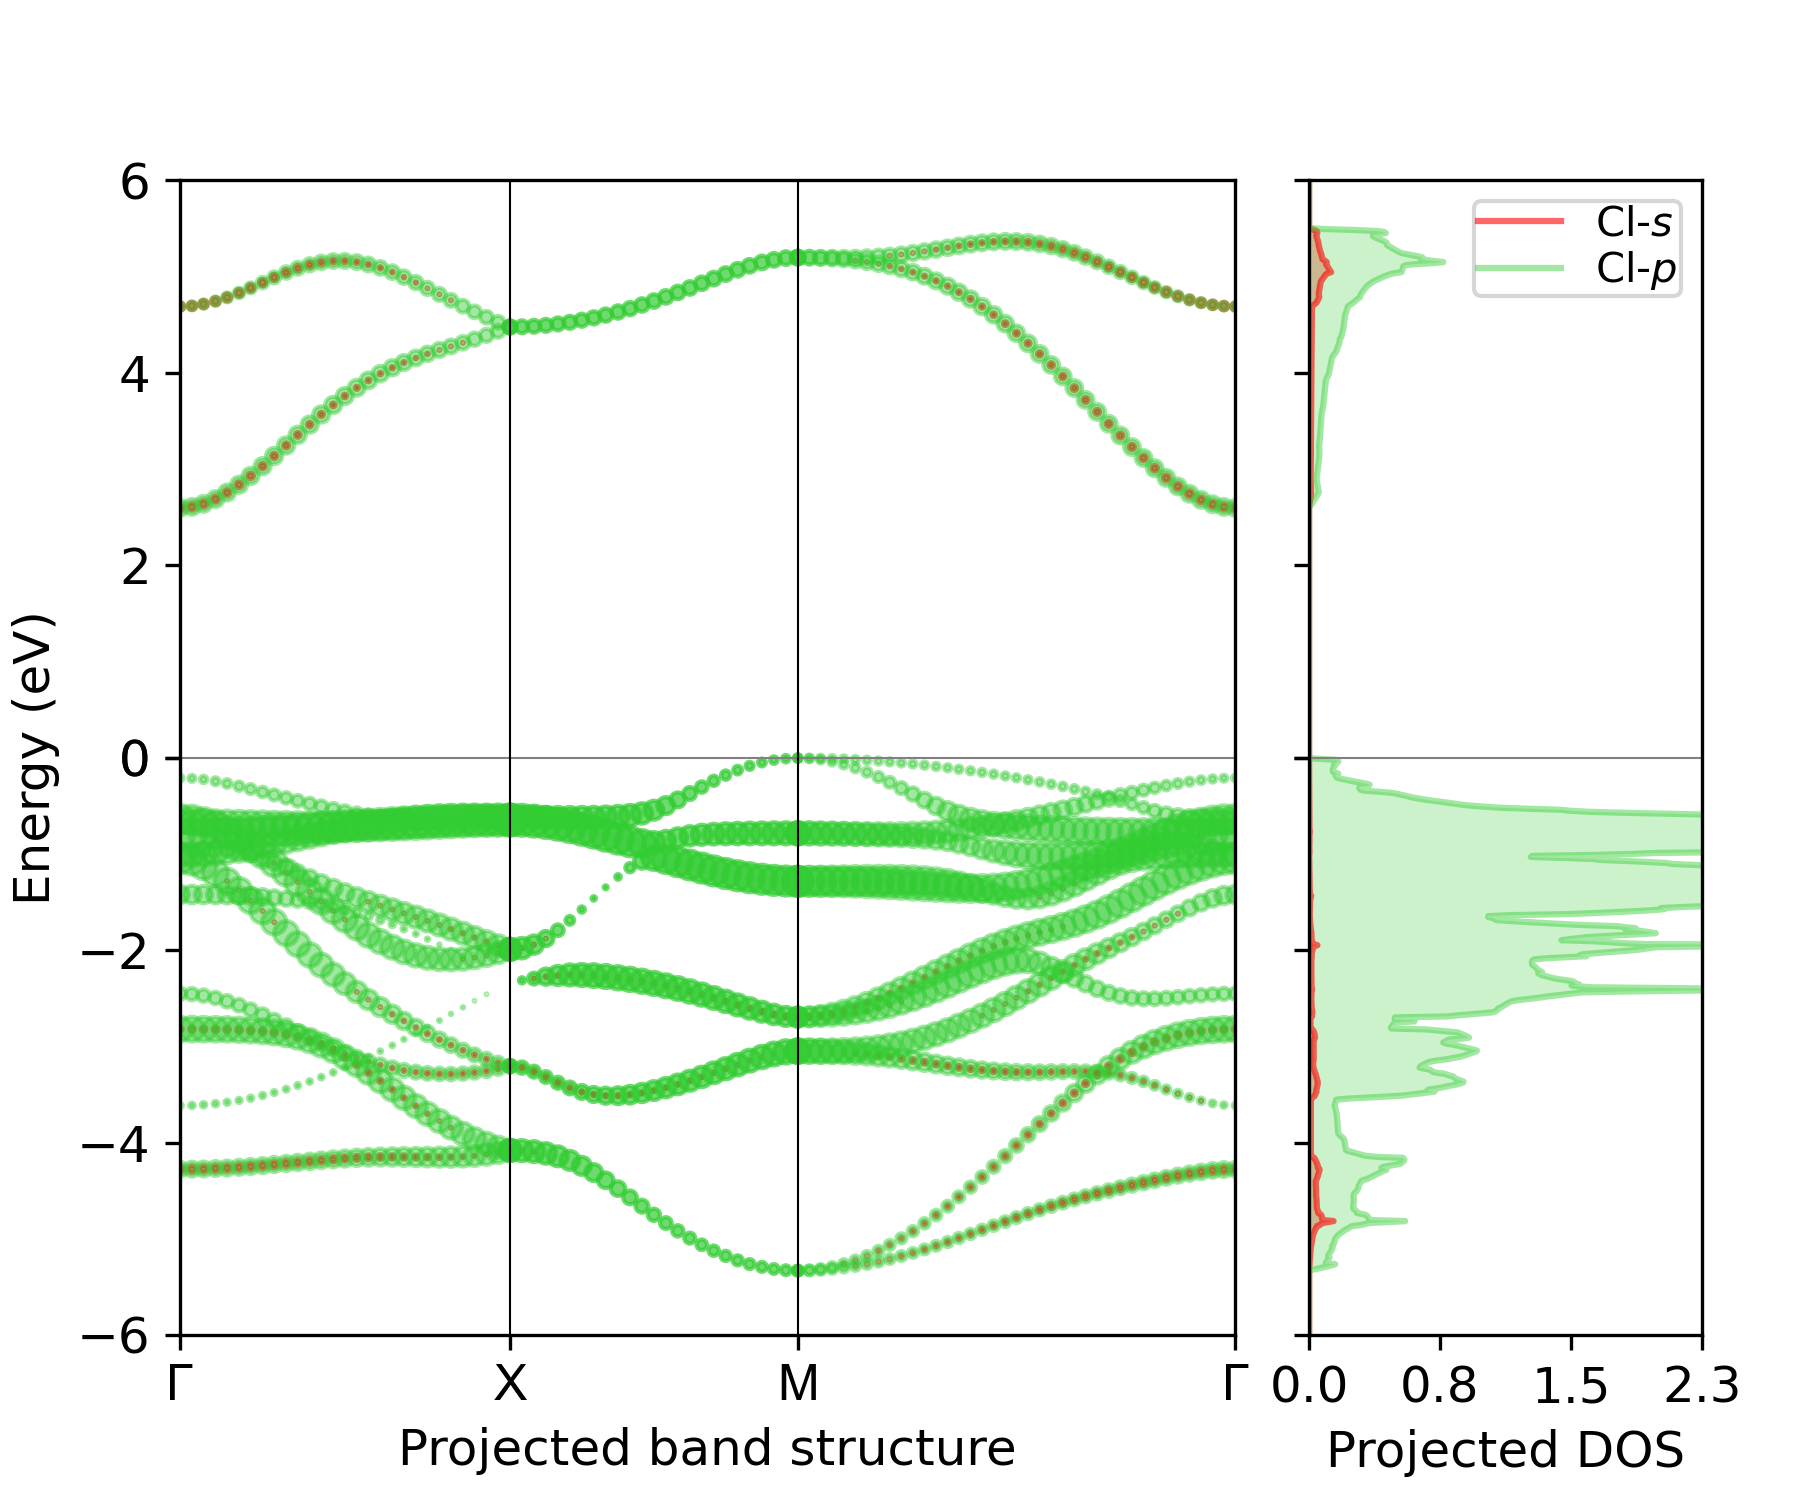 6
4
2
0
−2
−4
−6
Energy (eV)
Γ X M Γ
Projected band structure
Cl-s
Cl-p
0.0 0.8 1.5 2.3
Projected DOS